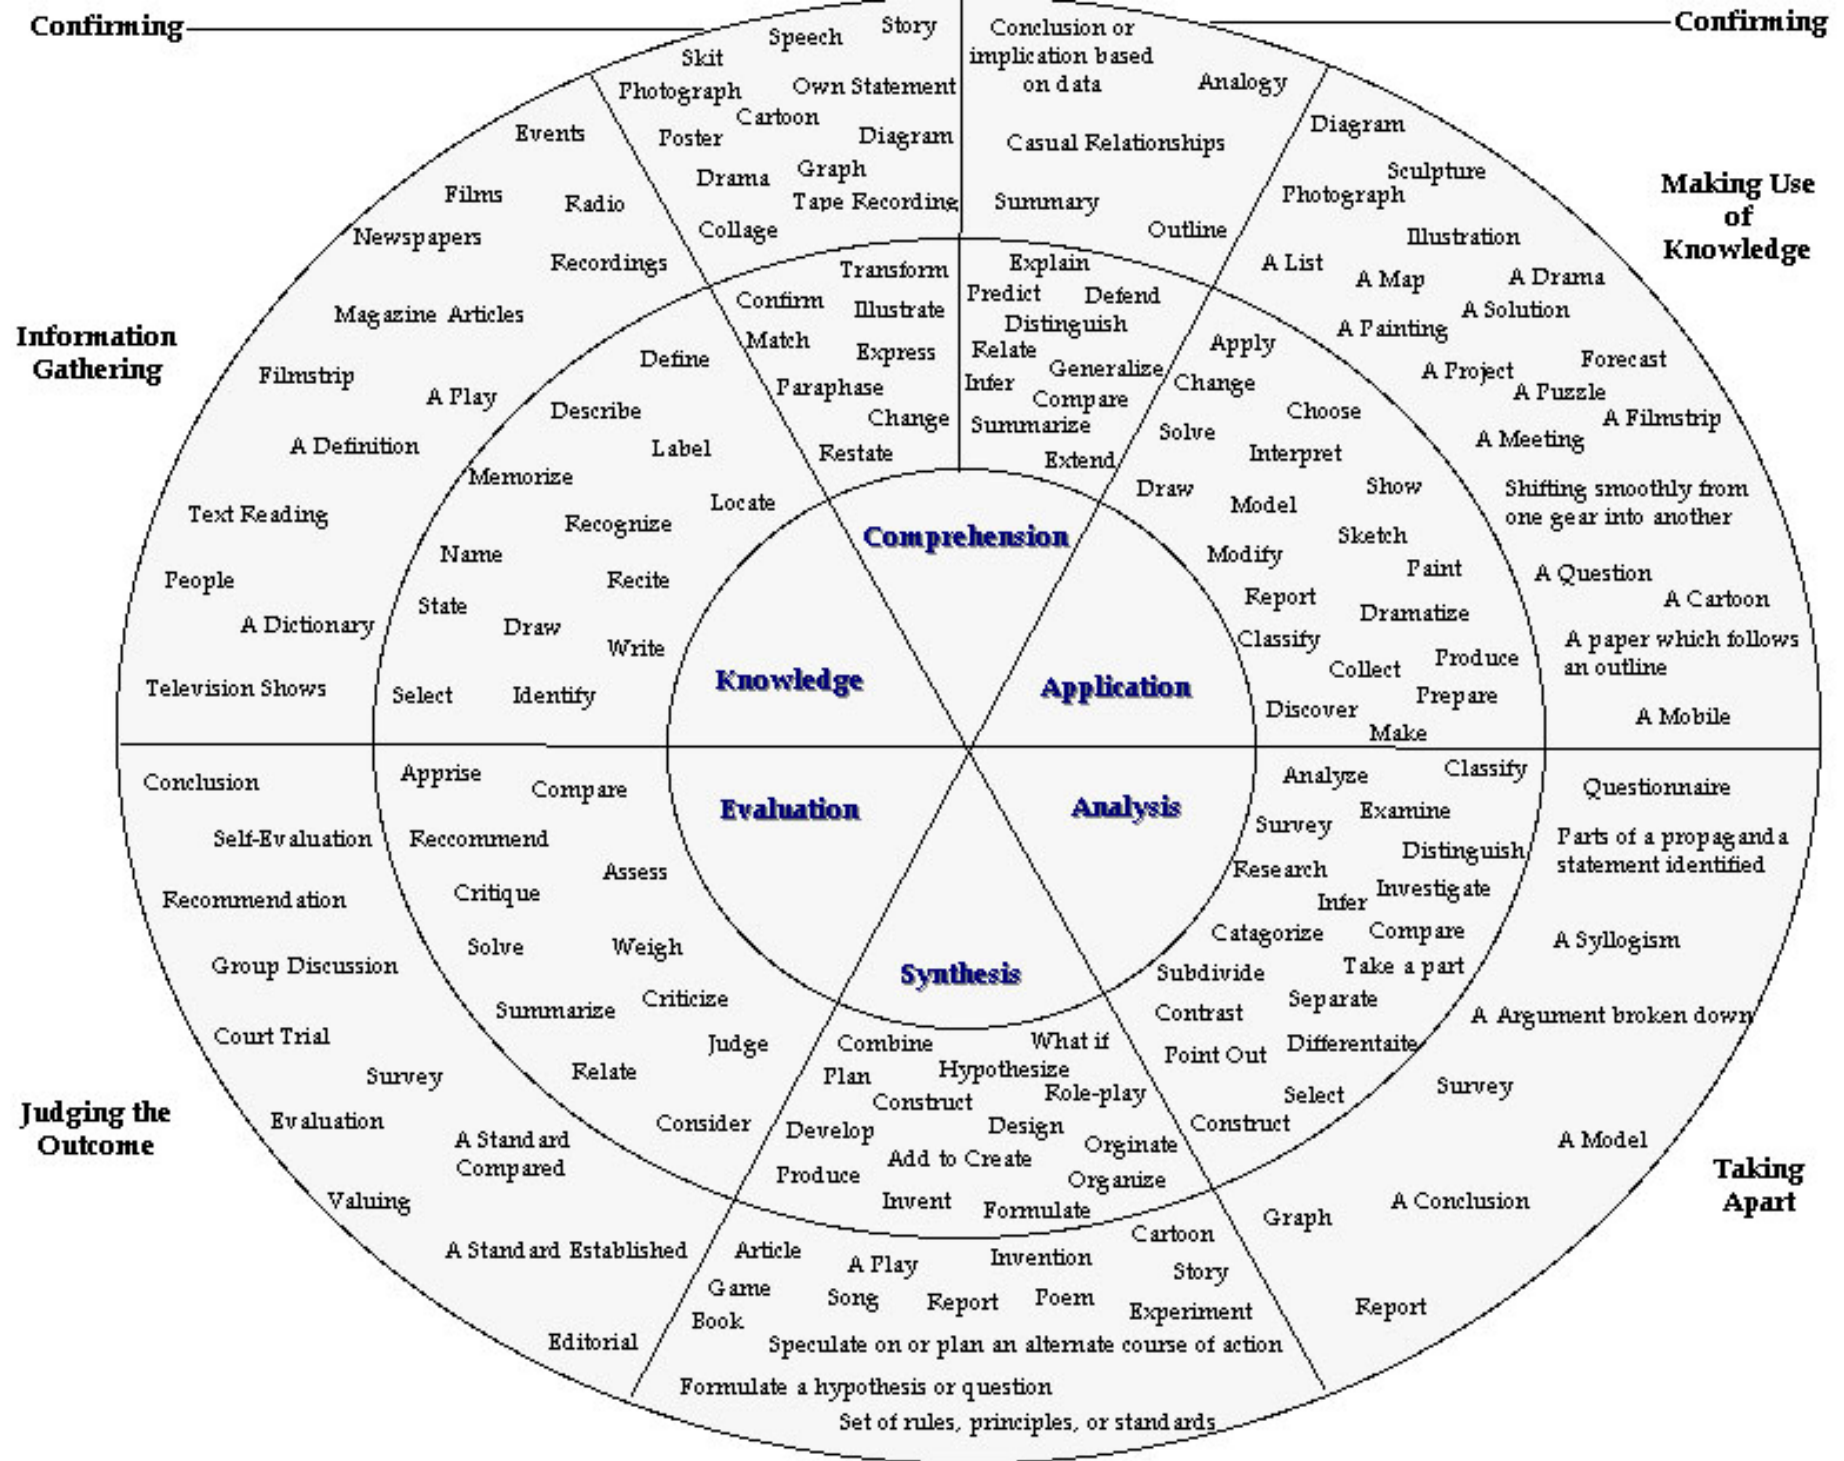 Confirming
Confirming
Story
Speech
Skit
Photograph
Own Statement
Cartoon
Poster
Diagram
Graph
Drama
Tape Recording
Collage
Conclusion or
implication based
on data
Analogy
Casual Relationships
Summary
Outline
Making Use
of
Knowledge
Diagram
Sculpture
Photograph
Illustration
A List
A Map
A Drama
A Solution
A Painting
Forecast
A Project
A Puzzle
A Filmstrip
A Meeting
Shifting smoothly from
one gear into another
A Question
A Cartoon
A paper which follows
an outline
A Mobile
Information
Gathering
Events
Films
Radio
Newspapers
Recordings
Magazine Articles
Filmstrip
A Play
A Definition
Text Reading
People
A Dictionary
Television Shows
Transform
Confirm
Illustrate
Match
Express
Paraphase
Change
Restate
Explain
Predict
Defend
Distinguish
Relate
Generalize
Infer
Compare
Summarize
Extend
Define
Describe
Label
Memorize
Locate
Recognize
Name
Recite
State
Draw
Write
Select
Identify
Apply
Change
Choose
Solve
Interpret
Draw
Show
Model
Sketch
Modify
Paint
Report
Dramatize
Classify
Produce
Collect
Prepare
Discover
Make
Comprehension
Knowledge
Application
Evaluation
Analysis
Synthesis
Apprise
Compare
Reccommend
Assess
Critique
Solve
Weigh
Criticize
Summarize
Judge
Relate
Consider
Analyze
Classify
Examine
Survey
Distinguish
Research
Investigate
Infer
Catagorize
Compare
Subdivide
Take a part
Separate
Contrast
Differentaite
Point Out
Select
Construct
Combine
What if
Hypothesize
Plan
Role-play
Construct
Design
Develop
Orginate
Add to Create
Produce
Organize
Invent
Formulate
Judging the
Outcome
Conclusion
Self-Evaluation
Recommendation
Group Discussion
Court Trial
Survey
Evaluation
A Standard
Compared
Valuing
A Standard Established
Editorial
Taking
Apart
Questionnaire
Parts of a propaganda
statement identified
A Syllogism
A Argument broken down
Survey
A Model
A Conclusion
Graph
Report
Cartoon
Article
Invention
A Play
Story
Game
Song
Report
Poem
Experiment
Book
Speculate on or plan an alternate course of action
Formulate a hypothesis or question
Set of rules, principles, or standards